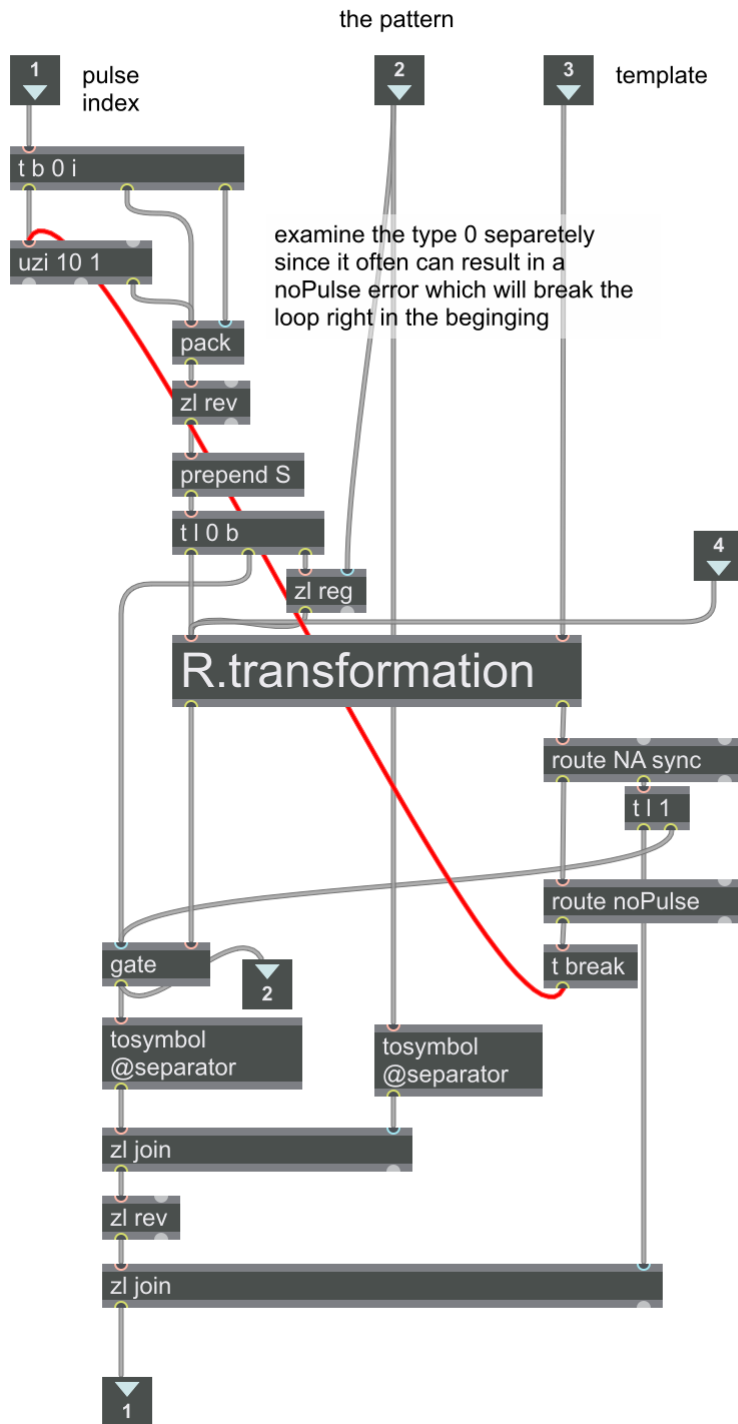 the pattern
1
pulse
index
2
3
template
t b 0 i
uzi 10 1
examine the type 0 separetely
since it often can result in a
noPulse error which will break the
loop right in the beginging
pack
zl rev
prepend S
t l 0 b
4
zl reg
R.transformation
route NA sync
t l 1
route noPulse
gate
t break
2
tosymbol
@separator
tosymbol
@separator
zl join
zl rev
zl join
1